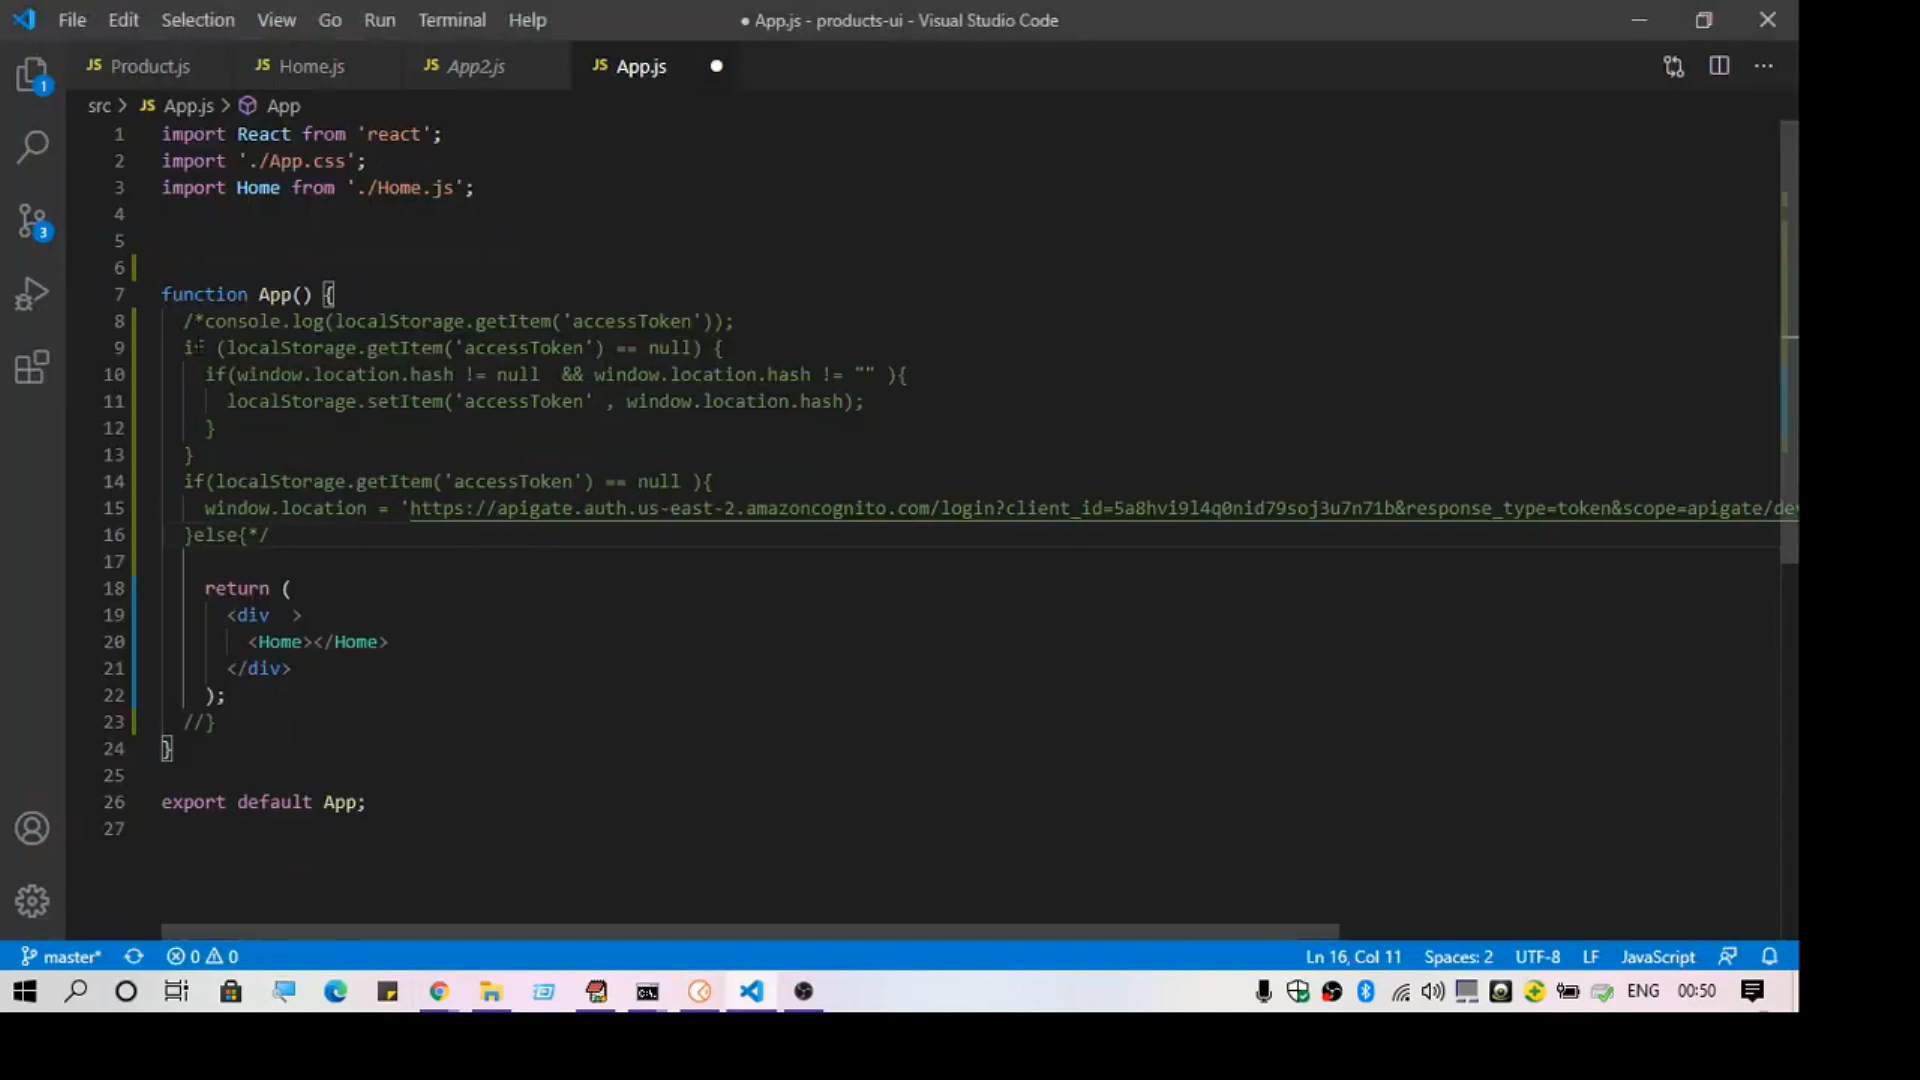 File Edit Selection View Go Run Terminal Help ● App.js - products-ui - Visual Studio Code
JS Product.js JS Home.js JS App2.js JS App.js
1
src > JS App.js > App
1 import React from 'react';
2 import './App.css';
3 import Home from './Home.js';
4
3
5
6
7 function App() {
8 /*console.log(localStorage.getItem('accessToken'));
9 if (localStorage.getItem('accessToken') == null) {
10 if(window.location.hash != null  && window.location.hash != "" ){
11 localStorage.setItem('accessToken' , window.location.hash);
12 }
13 }
14 if(localStorage.getItem('accessToken') == null ){
15 window.location = 'https://apigate.auth.us-east-2.amazoncognito.com/login?client_id=5a8hvi9l4q0nid79soj3u7n71b&response_type=token&scope=apigate/dev
16 }else{*/
17
18 return (
19 <div  >
20 <Home></Home>
21 </div>
22 );
23 //}
24 }
25
26 export default App;
27
master* 0 0 Ln 16, Col 11 Spaces: 2 UTF-8 LF JavaScript
ENG 00:50